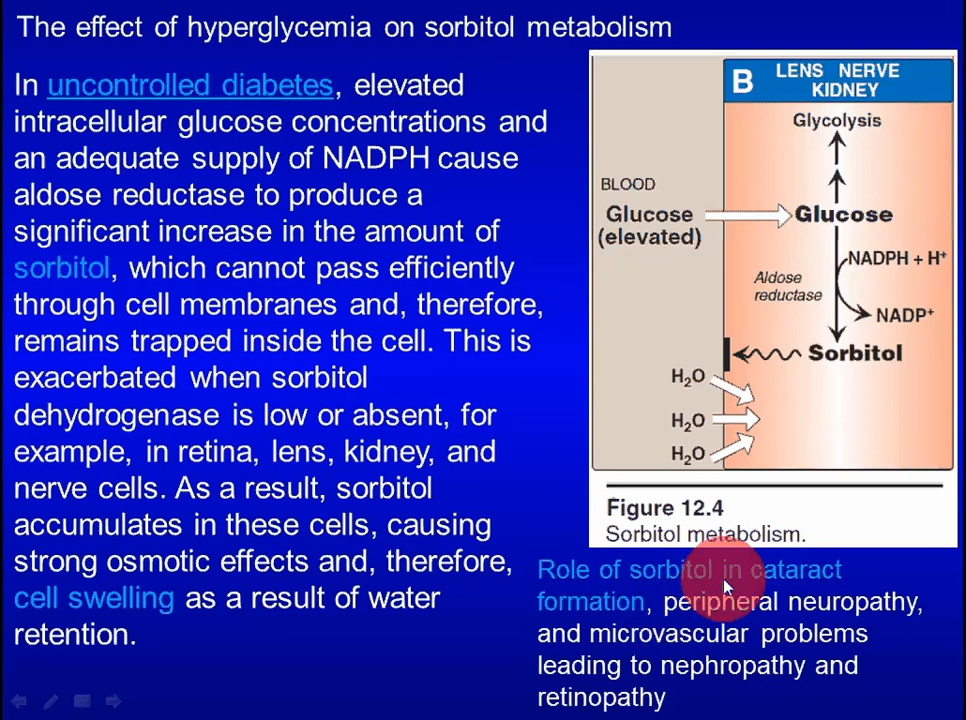 The effect of hyperglycemia on sorbitol metabolism
In uncontrolled diabetes, elevated
intracellular glucose concentrations and
an adequate supply of NADPH cause
aldose reductase to produce a
significant increase in the amount of
sorbitol, which cannot pass efficiently
through cell membranes and, therefore,
remains trapped inside the cell. This is
exacerbated when sorbitol
dehydrogenase is low or absent, for
example, in retina, lens, kidney, and
nerve cells. As a result, sorbitol
accumulates in these cells, causing
strong osmotic effects and, therefore,
cell swelling as a result of water
retention.
B
LENS NERVE
KIDNEY
Glycolysis
BLOOD
Glucose
(elevated)
Glucose
NADPH + H⁺
Aldose
reductase
NADP⁺
Sorbitol
H₂O
H₂O
H₂O
Figure 12.4
Sorbitol metabolism.
Role of sorbitol in cataract
formation, peripheral neuropathy,
and microvascular problems
leading to nephropathy and
retinopathy